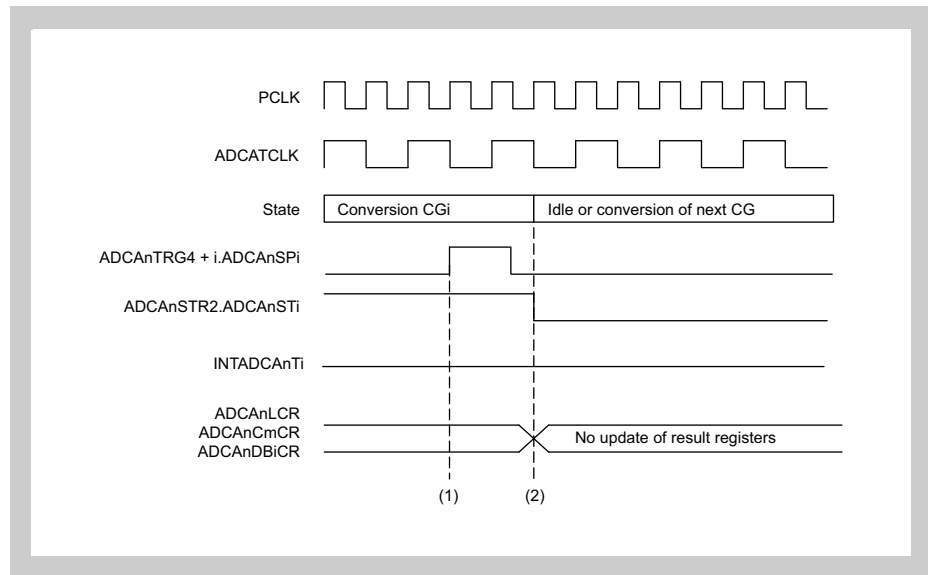 PCLK
ADCATCLK
State Conversion CGi Idle or conversion of next CG
ADCAnTRG4 + i.ADCAnSPi
ADCAnSTR2.ADCAnSTi
INTADCAnTi
ADCAnLCR
ADCAnCmCR
ADCAnDBiCR
No update of result registers
(1) (2)